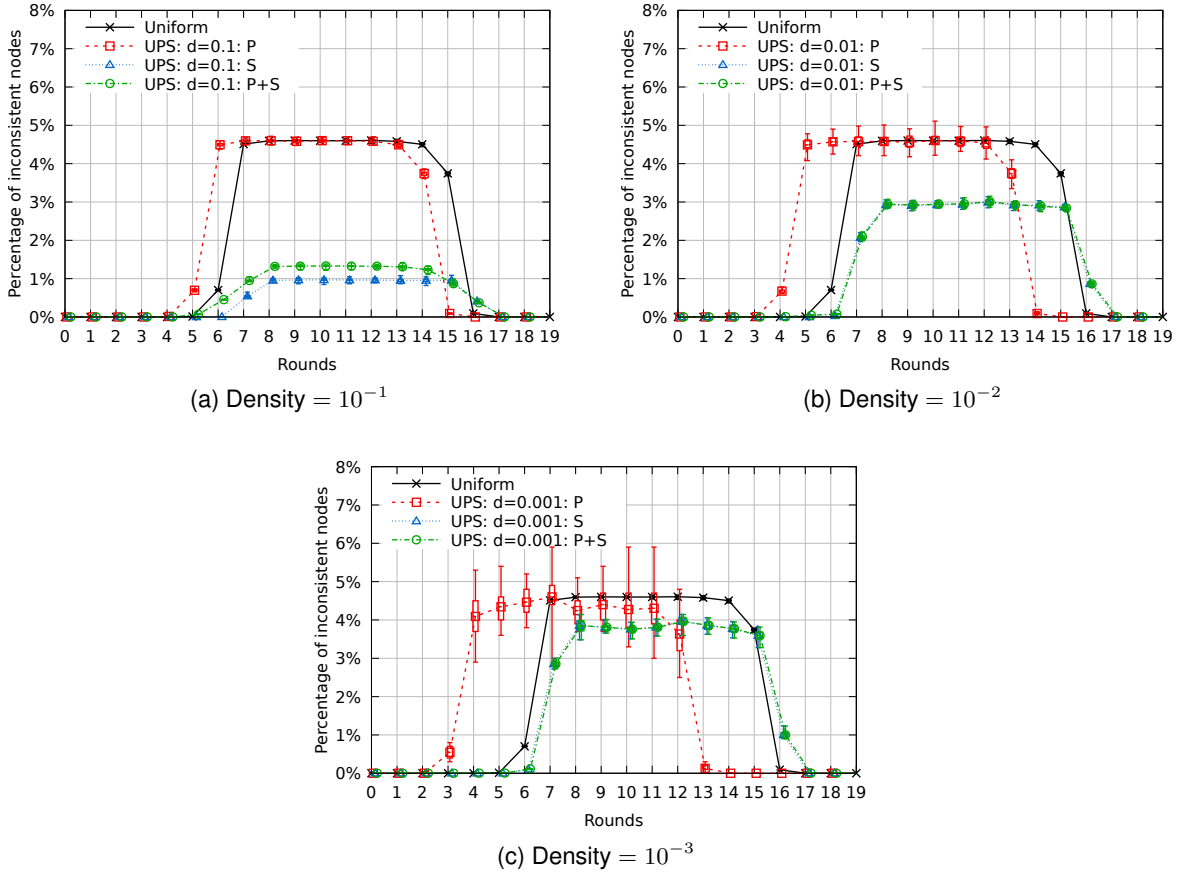 8%
7%
6%
5%
4%
3%
2%
1%
0%
Percentage of inconsistent nodes
Uniform
UPS: d=0.1: P
UPS: d=0.1: S
UPS: d=0.1: P+S
0 1 2 3 4 5 6 7 8 9 10 11 12 13 14 15 16 17 18 19
Rounds
(a) Density = 10⁻¹
8%
7%
6%
5%
4%
3%
2%
1%
0%
Percentage of inconsistent nodes
Uniform
UPS: d=0.01: P
UPS: d=0.01: S
UPS: d=0.01: P+S
0 1 2 3 4 5 6 7 8 9 10 11 12 13 14 15 16 17 18 19
Rounds
(b) Density = 10⁻²
8%
7%
6%
5%
4%
3%
2%
1%
0%
Percentage of inconsistent nodes
Uniform
UPS: d=0.001: P
UPS: d=0.001: S
UPS: d=0.001: P+S
0 1 2 3 4 5 6 7 8 9 10 11 12 13 14 15 16 17 18 19
Rounds
(c) Density = 10⁻³